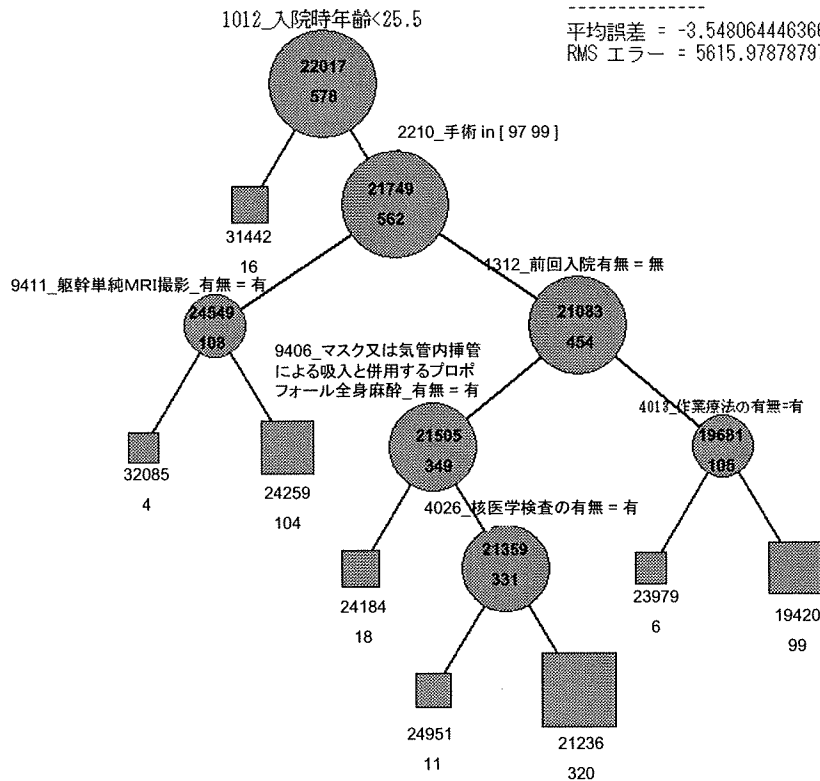 1012_入院時年齢<25.5
--------------
平均誤差 = -3.54806444636
RMS エラー = 5615.9787879
22017
578
2210_手術 in [ 97 99 ]
21749
562
31442
16
1312_前回入院有無 = 無
9411_躯幹単純MRI撮影_有無 = 有
24549
108
21083
454
9406_マスク又は気管内挿管
による吸入と併用するプロポ
フォール全身麻酔_有無 = 有
4013_作業療法の有無=有
21505
349
19681
32085
4
24259
104
4026_核医学検査の有無 = 有
21359
331
24184
18
23979
6
19420
99
24951
11
21236
320